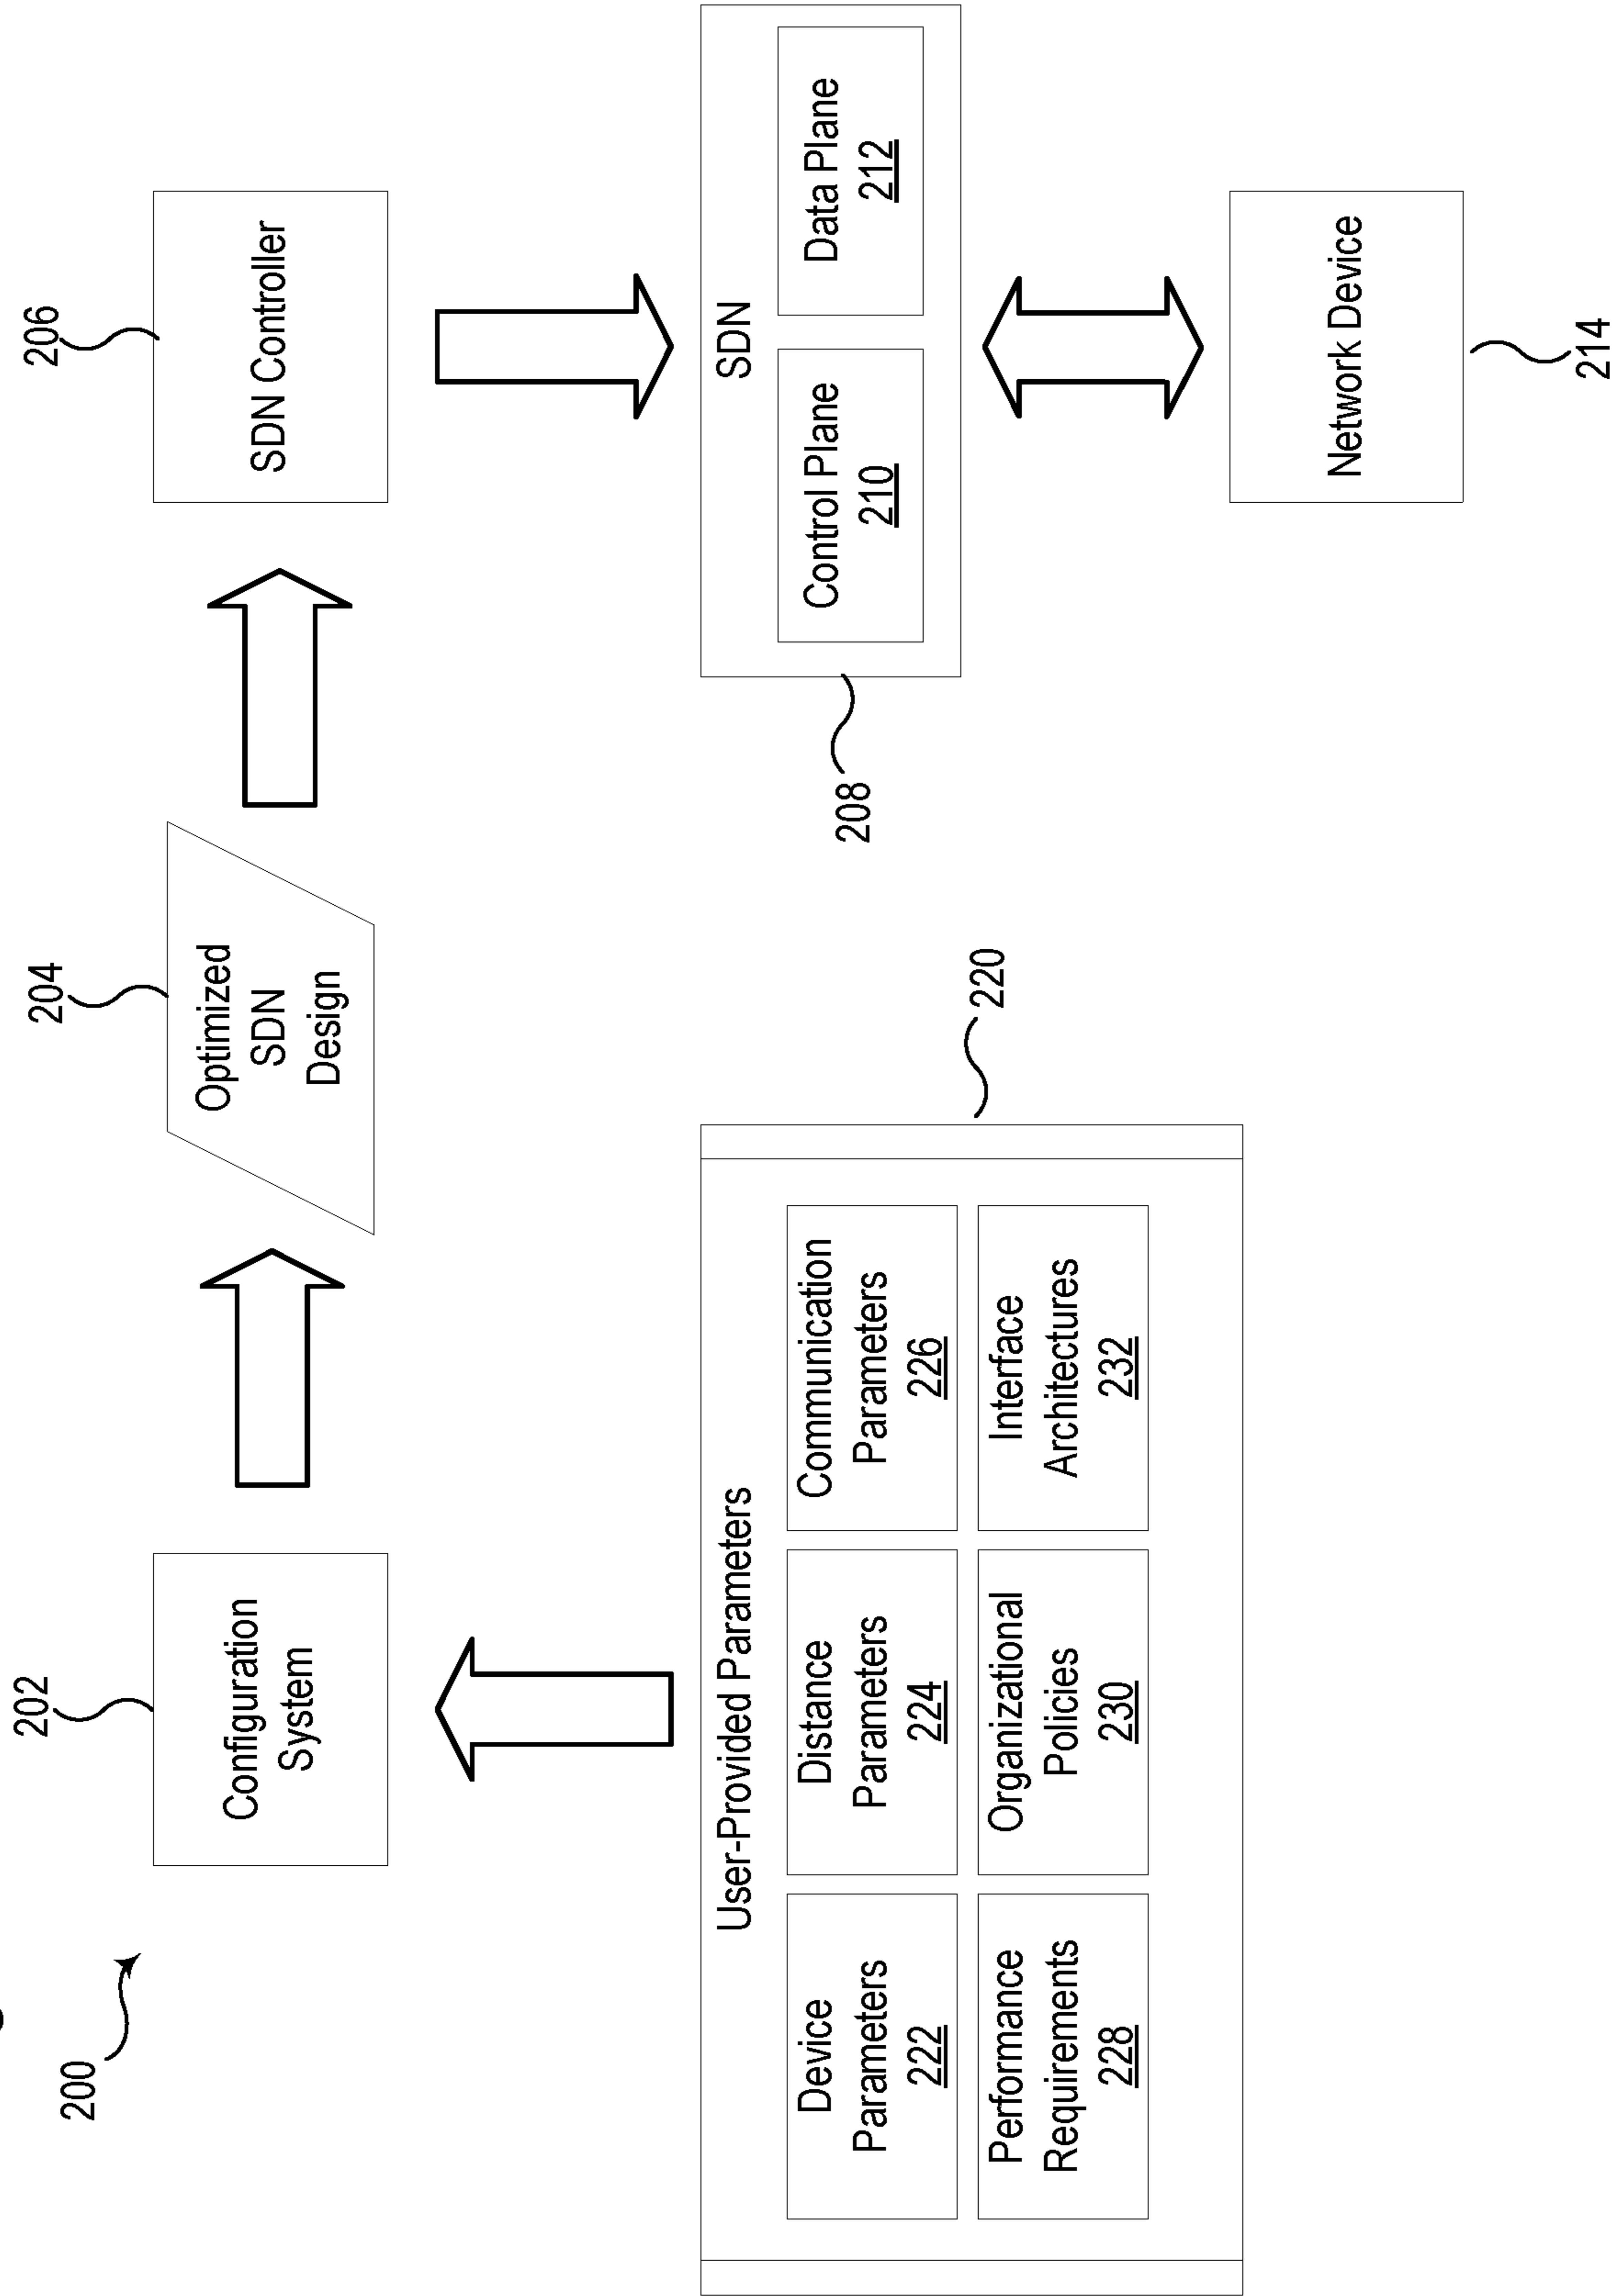 200
202
204
206
Configuration
System
Optimized
SDN
Design
SDN Controller
User-Provided Parameters
Device
Parameters
222
Distance
Parameters
224
Communication
Parameters
226
Performance
Requirements
228
Organizational
Policies
230
Interface
Architectures
232
220
208
SDN
Control Plane
210
Data Plane
212
Network Device
214